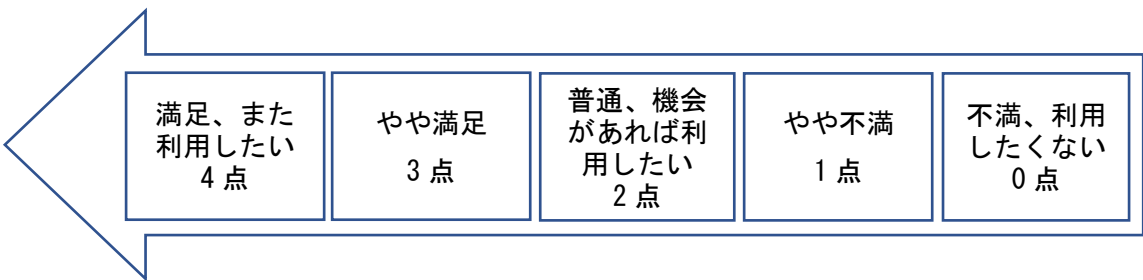 満足、また
利用したい
4点
やや満足
3点
普通、機会
があれば利
用したい
2点
やや不満
1点
不満、利用
したくない
0点